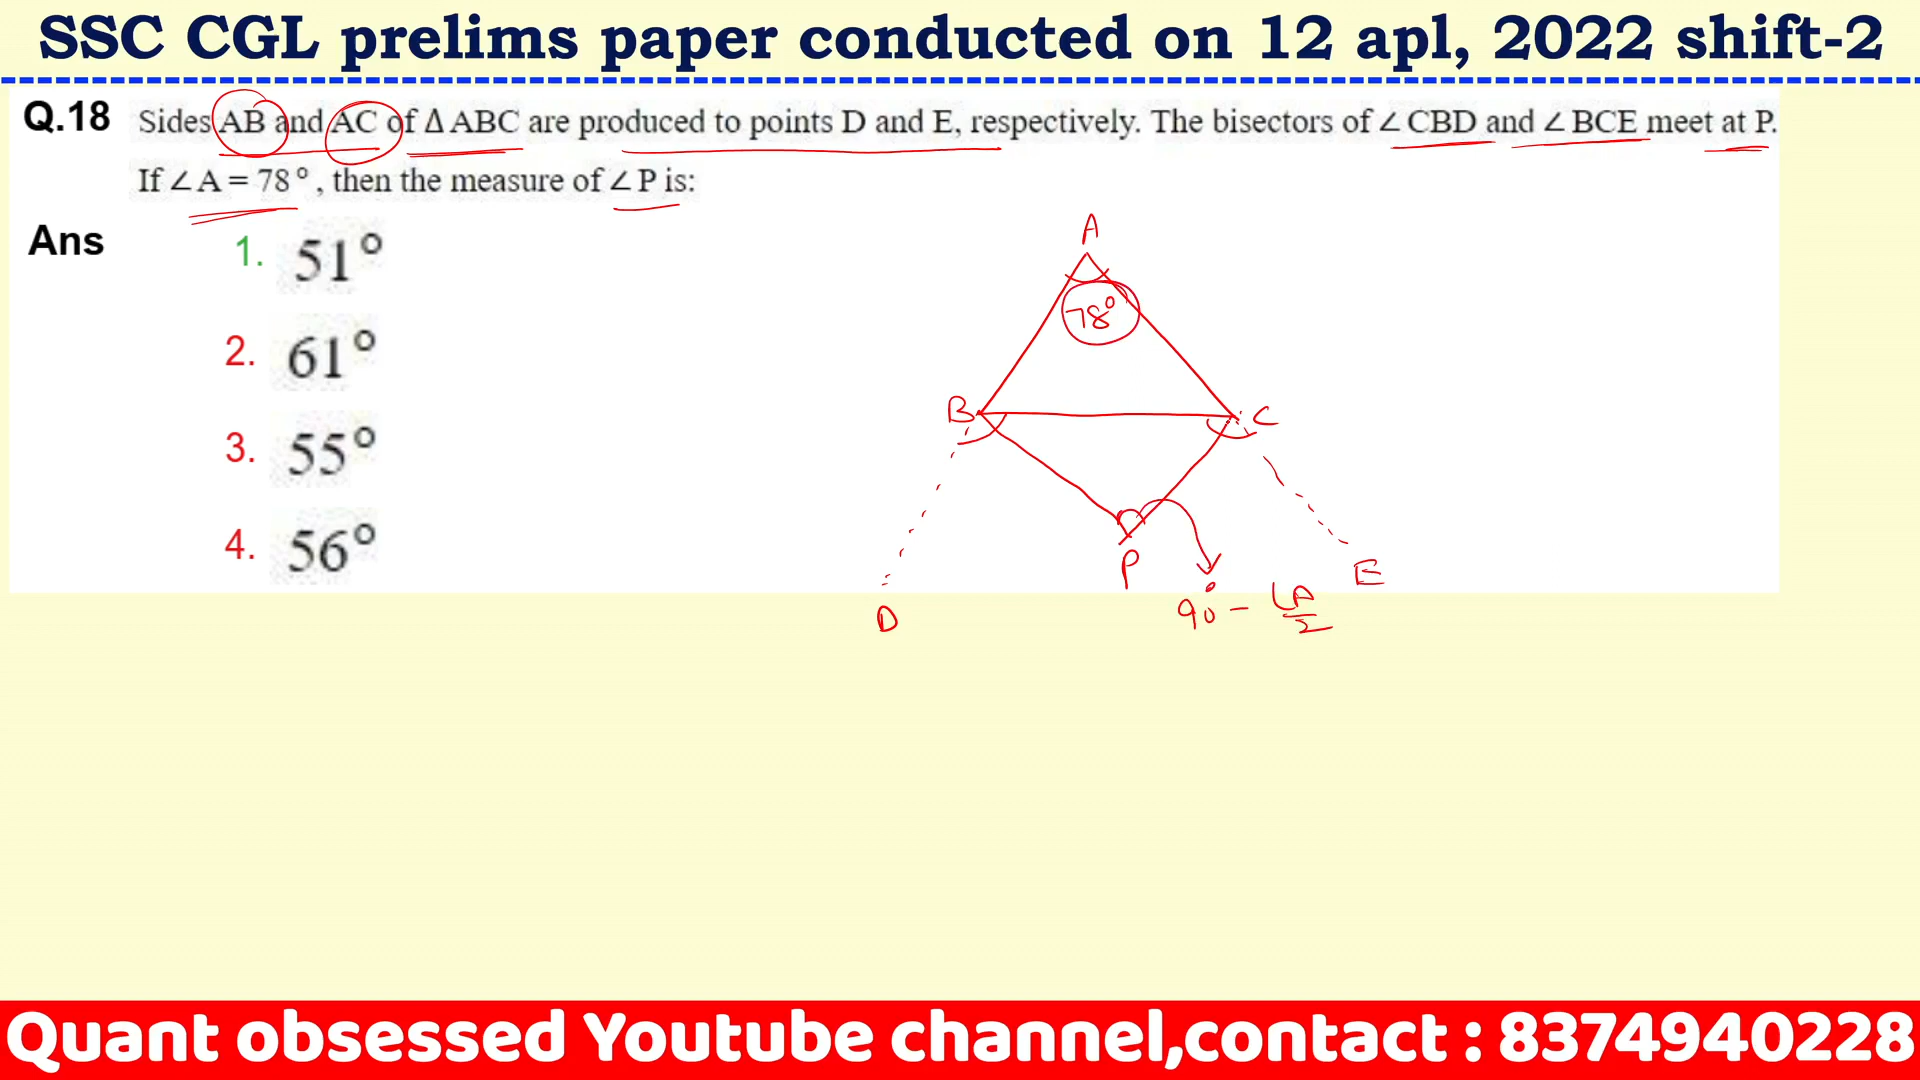 SSC CGL prelims paper conducted on 12 apl, 2022 shift-2
Q.18 Sides AB and AC of Δ ABC are produced to points D and E, respectively. The bisectors of ∠ CBD and ∠ BCE meet at P.
If ∠ A = 78°, then the measure of ∠ P is:
Ans
1. 51°
2. 61°
3. 55°
4. 56°
A
78°
B
C
P
D
E
90° - ∠A/2
Quant obsessed Youtube channel,contact : 8374940228